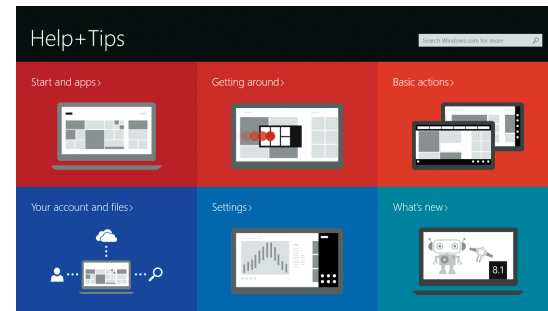 Help+Tips
Search Windows.com for more
Start and apps›
Getting around›
Basic actions›
Your account and files›
Settings›
What's new›
8.1